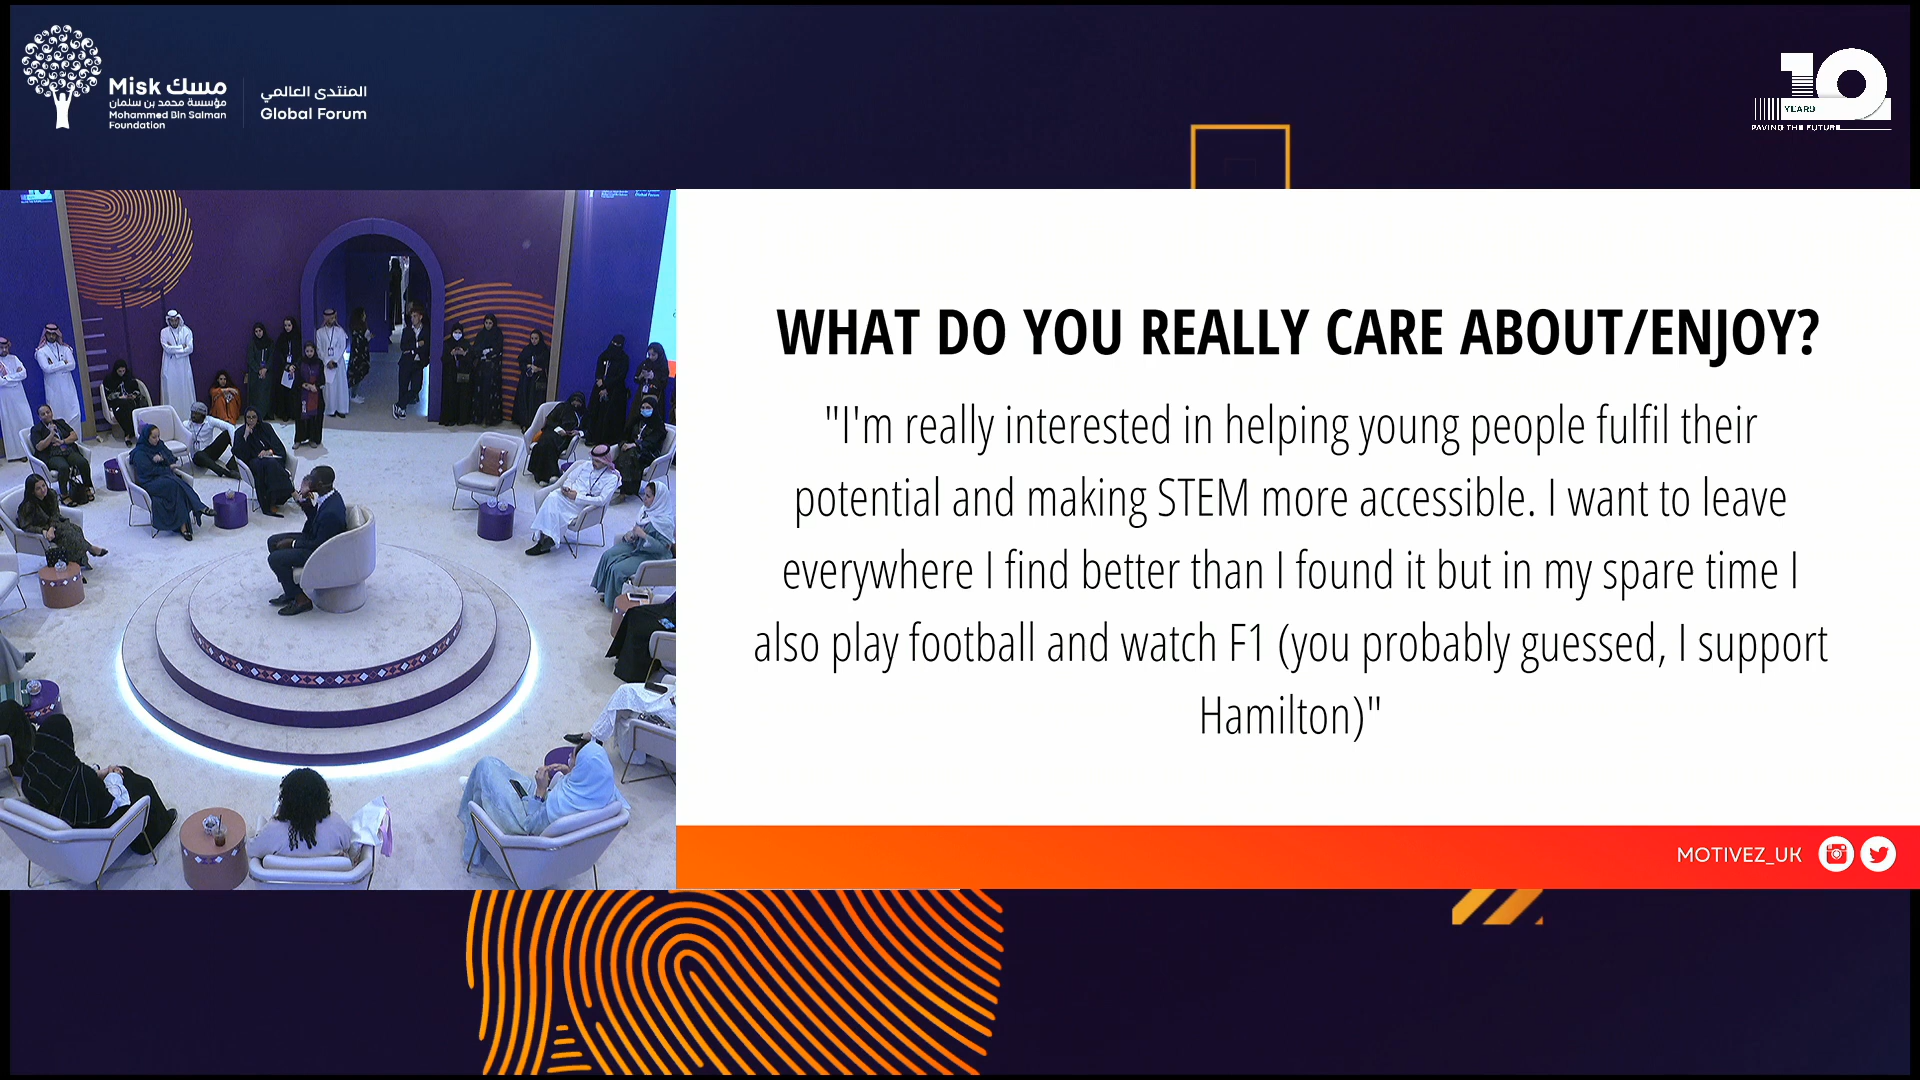 Misk مسك
مؤسسة محمد بن سلمان
Mohammed Bin Salman
Foundation
المنتدى العالمي
Global Forum
10
YEARS
PAVING THE FUTURE
WHAT DO YOU REALLY CARE ABOUT/ENJOY?
"I'm really interested in helping young people fulfil their
potential and making STEM more accessible. I want to leave
everywhere I find better than I found it but in my spare time I
also play football and watch F1 (you probably guessed, I support
Hamilton)"
MOTIVEZ_UK